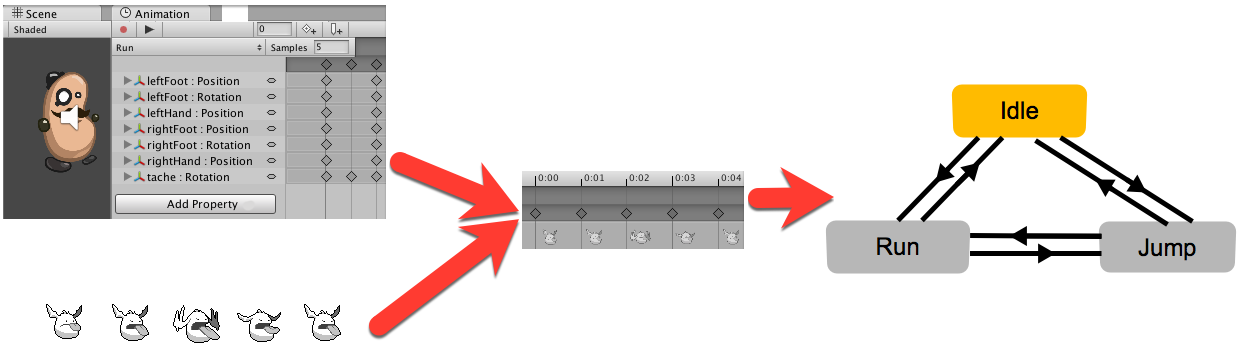 Scene
Animation
Shaded
0
Run
Samples
5
leftFoot : Position
leftFoot : Rotation
leftHand : Position
rightFoot : Position
rightFoot : Rotation
rightHand : Position
tache : Rotation
Add Property
0:00 0:01 0:02 0:03 0:04
Idle
Run
Jump